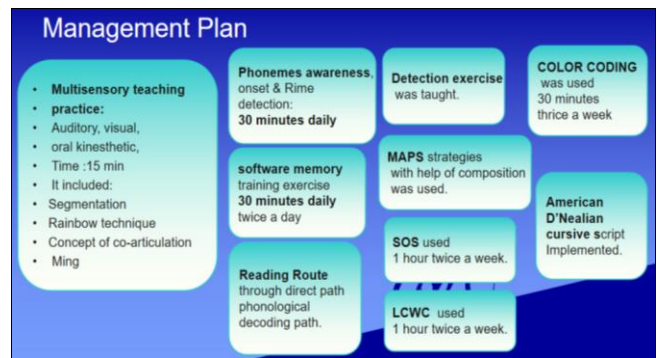 Management Plan
• Multisensory teaching
• practice:
• Auditory, visual,
• oral kinesthetic,
• Time :15 min
• It included:
Segmentation
• Rainbow technique
• Concept of co-articulation
• Ming
Phonemes awareness,
onset & Rime
detection:
30 minutes daily
software memory
training exercise
30 minutes daily
twice a day
Reading Route
through direct path
phonological
decoding path.
Detection exercise
was taught.
MAPS strategies
with help of composition
was used.
SOS used
1 hour twice a week.
LCWC used
1 hour twice a week.
COLOR CODING
was used
30 minutes
thrice a week
American
D'Nealian
cursive script
Implemented.